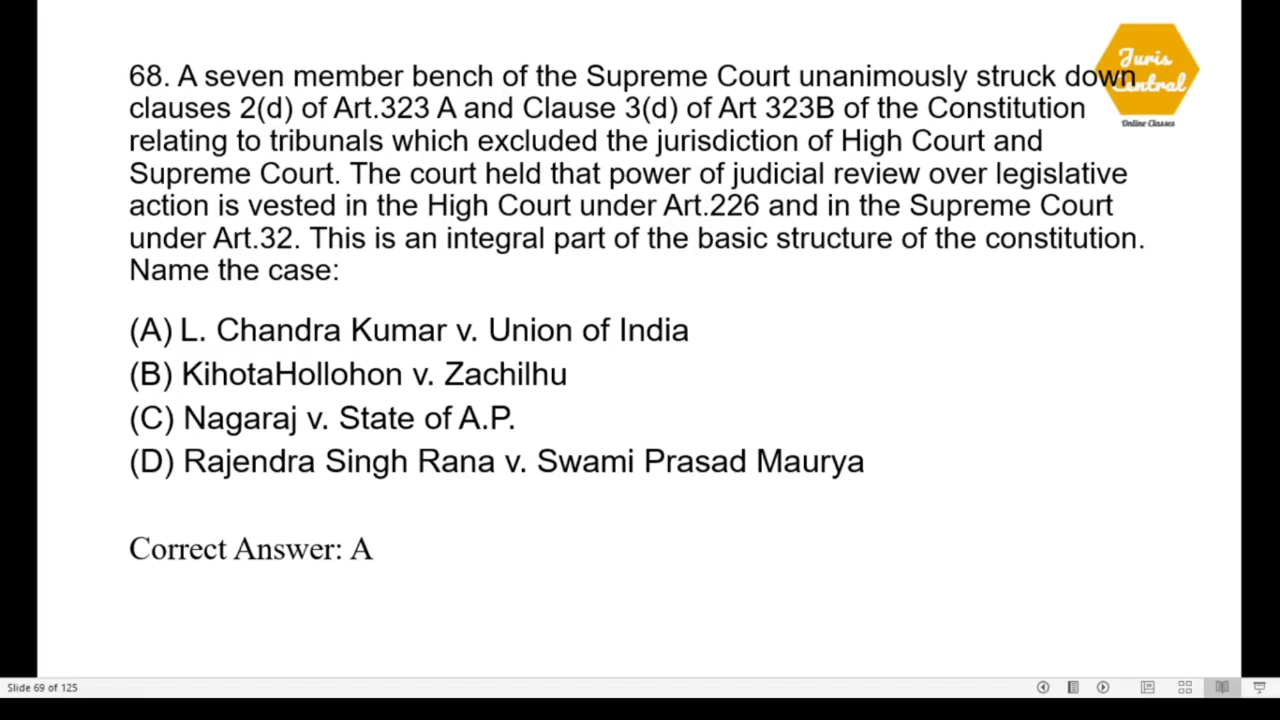 Juris
Central
Online Classes
68. A seven member bench of the Supreme Court unanimously struck down
clauses 2(d) of Art.323 A and Clause 3(d) of Art 323B of the Constitution
relating to tribunals which excluded the jurisdiction of High Court and
Supreme Court. The court held that power of judicial review over legislative
action is vested in the High Court under Art.226 and in the Supreme Court
under Art.32. This is an integral part of the basic structure of the constitution.
Name the case:
(A) L. Chandra Kumar v. Union of India
(B) KihotaHollohon v. Zachilhu
(C) Nagaraj v. State of A.P.
(D) Rajendra Singh Rana v. Swami Prasad Maurya
Correct Answer: A
Slide 69 of 125